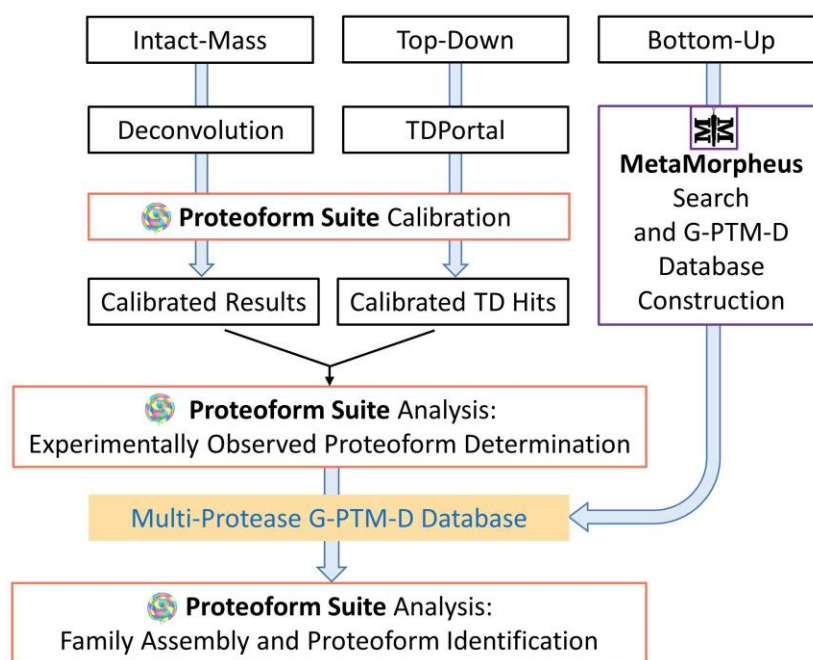 Intact-Mass
Top-Down
Bottom-Up
Deconvolution
TDPortal
MetaMorpheus
Search
and G-PTM-D
Database
Construction
Proteoform Suite Calibration
Calibrated Results
Calibrated TD Hits
Proteoform Suite Analysis:
Experimentally Observed Proteoform Determination
Multi-Protease G-PTM-D Database
Proteoform Suite Analysis:
Family Assembly and Proteoform Identification